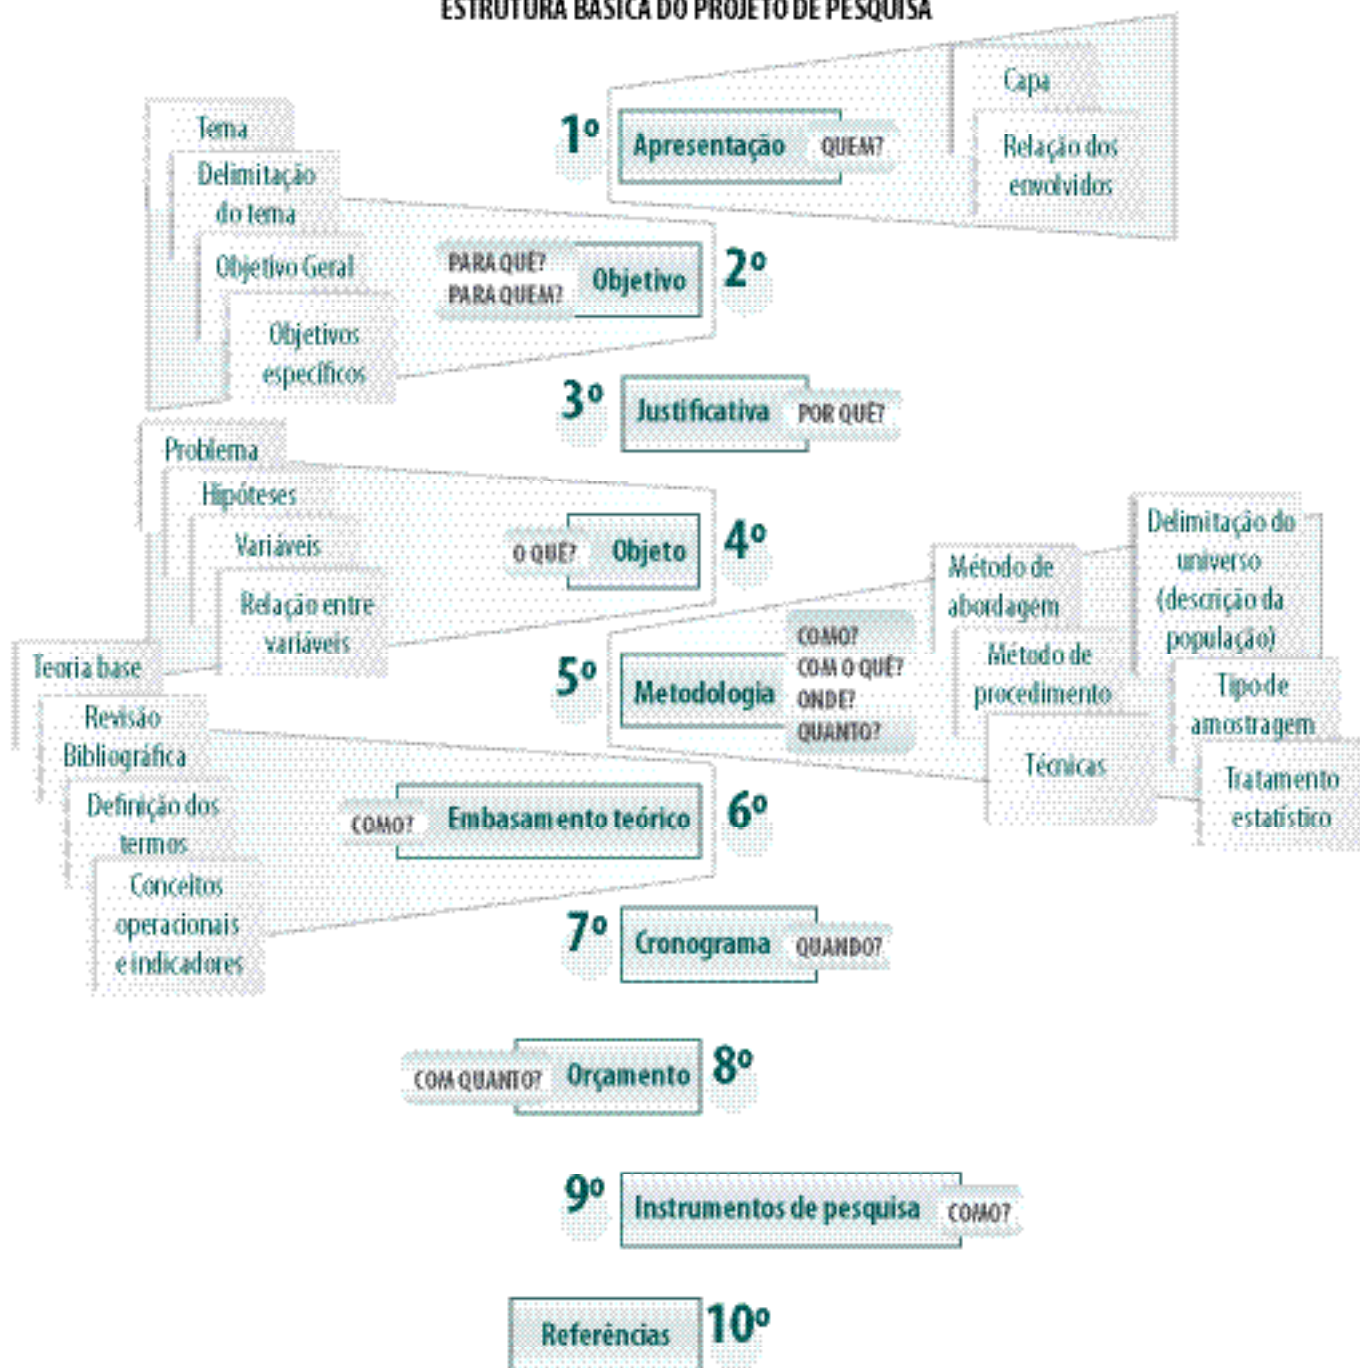 ESTRUTURA BÁSICA DO PROJETO DE PESQUISA
1º
Apresentação
QUEM?
Capa
Relação dos
envolvidos
Tema
Delimitação
do tema
Objetivo Geral
Objetivos
específicos
PARA QUÊ?
PARA QUEM?
Objetivo
2º
3º
Justificativa
POR QUÊ?
Problema
Hipóteses
Variáveis
Relação entre
variáveis
O QUÊ?
Objeto
4º
5º
Metodologia
COMO?
COM O QUÊ?
ONDE?
QUANTO?
Método de
abordagem
Método de
procedimento
Técnicas
Delimitação do
universo
(descrição da
população)
Tipo de
amostragem
Tratamento
estatístico
Teoria base
Revisão
Bibliográfica
Definição dos
termos
Conceitos
operacionais
e indicadores
COMO?
Embasamento teórico
6º
7º
Cronograma
QUANDO?
COM QUANTO?
Orçamento
8º
9º
Instrumentos de pesquisa
COMO?
Referências
10º